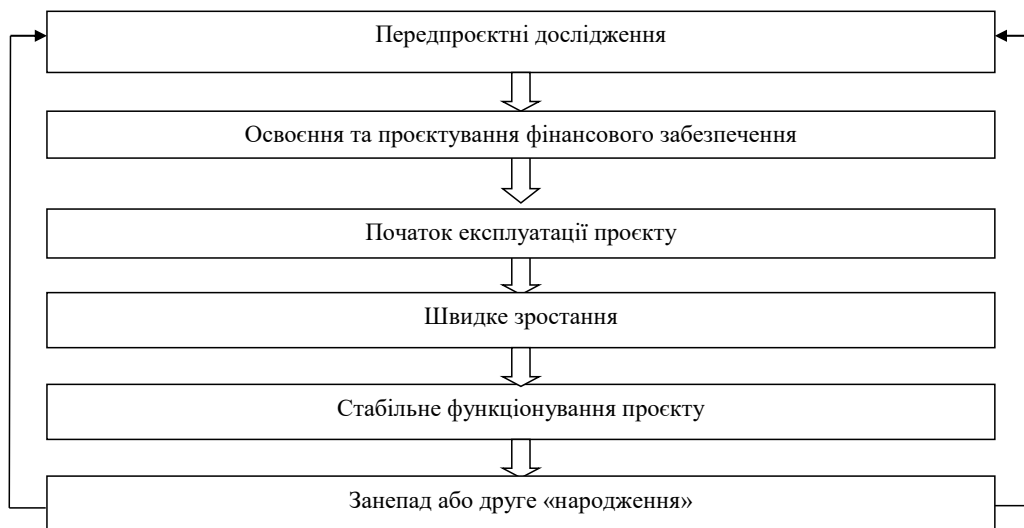 Передпроєктні дослідження
Освоєння та проєктування фінансового забезпечення
Початок експлуатації проєкту
Швидке зростання
Стабільне функціонування проєкту
Занепад або друге «народження»